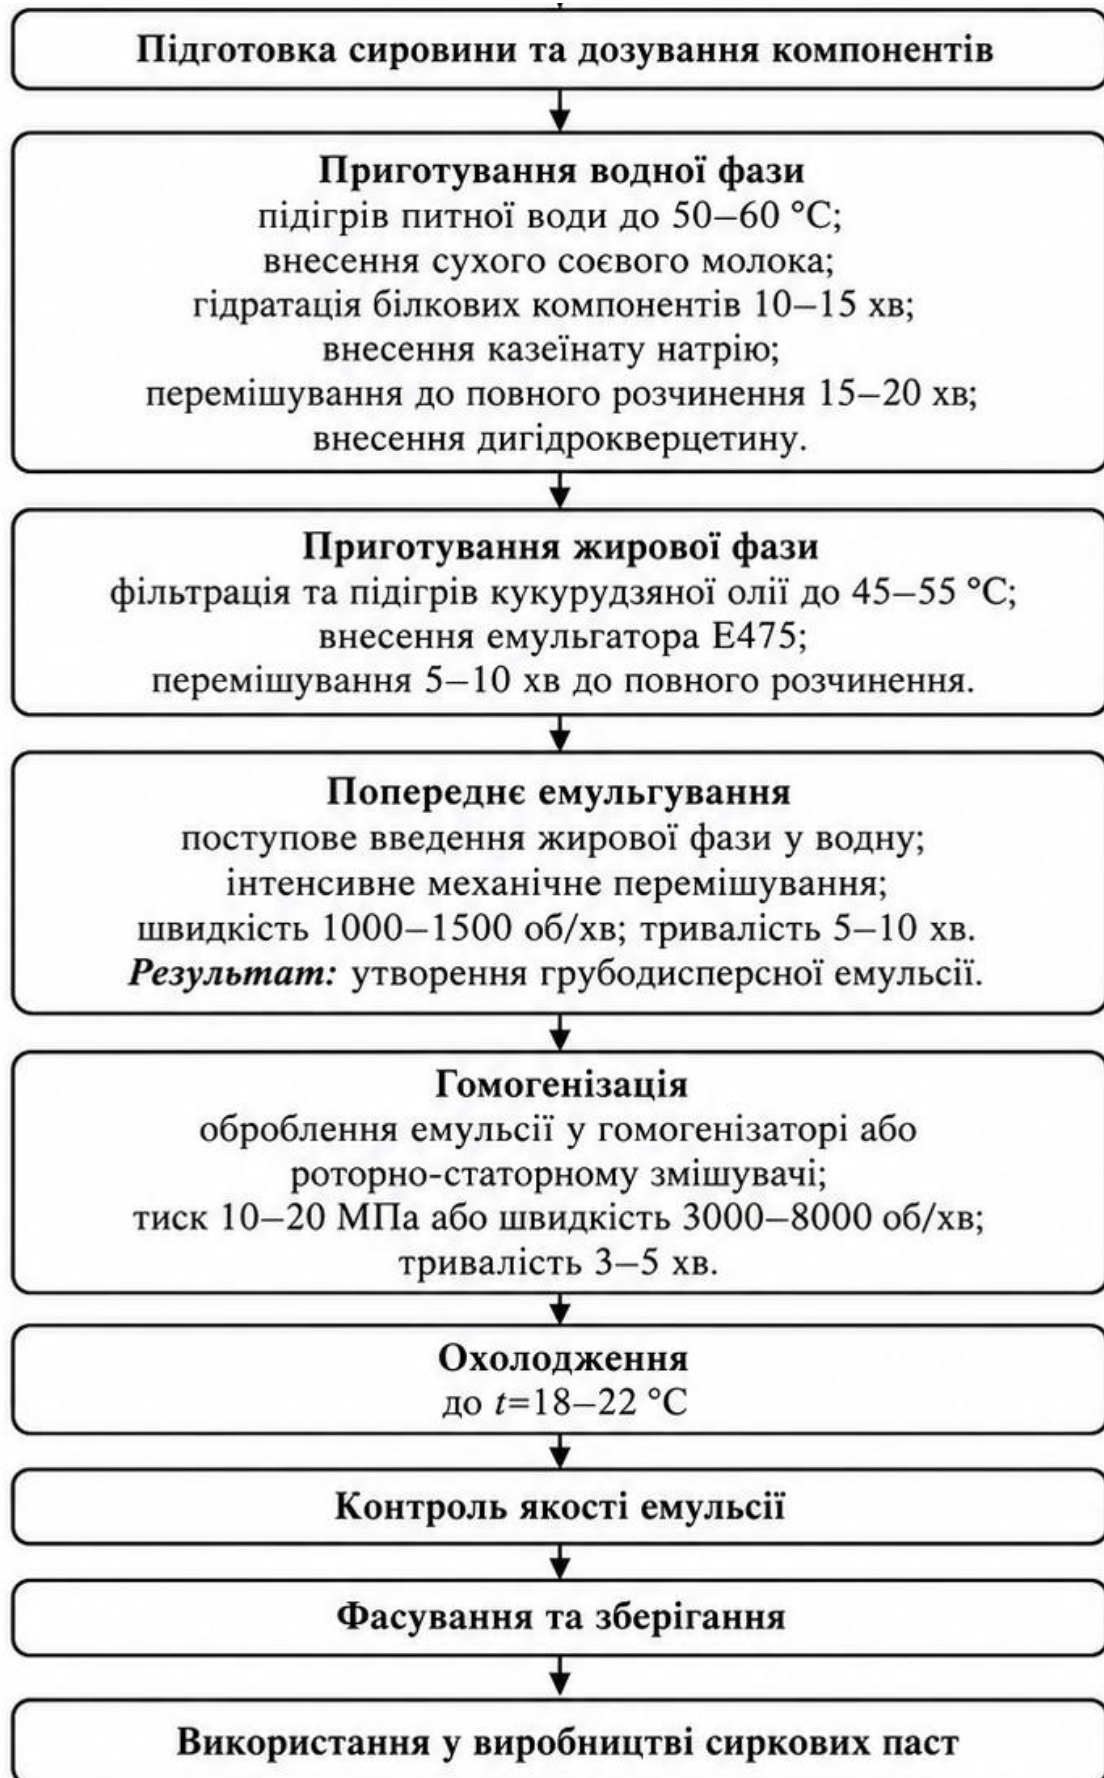 Підготовка сировини та дозування компонентів
Приготування водної фази
підігрів питної води до 50–60 °C;
внесення сухого соєвого молока;
гідратація білкових компонентів 10–15 хв;
внесення казеїнату натрію;
перемішування до повного розчинення 15–20 хв;
внесення дигідрокверцетину.
Приготування жирової фази
фільтрація та підігрів кукурудзяної олії до 45–55 °C;
внесення емульгатора Е475;
перемішування 5–10 хв до повного розчинення.
Попереднє емульгування
поступове введення жирової фази у водну;
інтенсивне механічне перемішування;
швидкість 1000–1500 об/хв; тривалість 5–10 хв.
Результат: утворення грубодисперсної емульсії.
Гомогенізація
оброблення емульсії у гомогенізаторі або
роторно-статорному змішувачі;
тиск 10–20 МПа або швидкість 3000–8000 об/хв;
тривалість 3–5 хв.
Охолодження
до t=18–22 °C
Контроль якості емульсії
Фасування та зберігання
Використання у виробництві сиркових паст